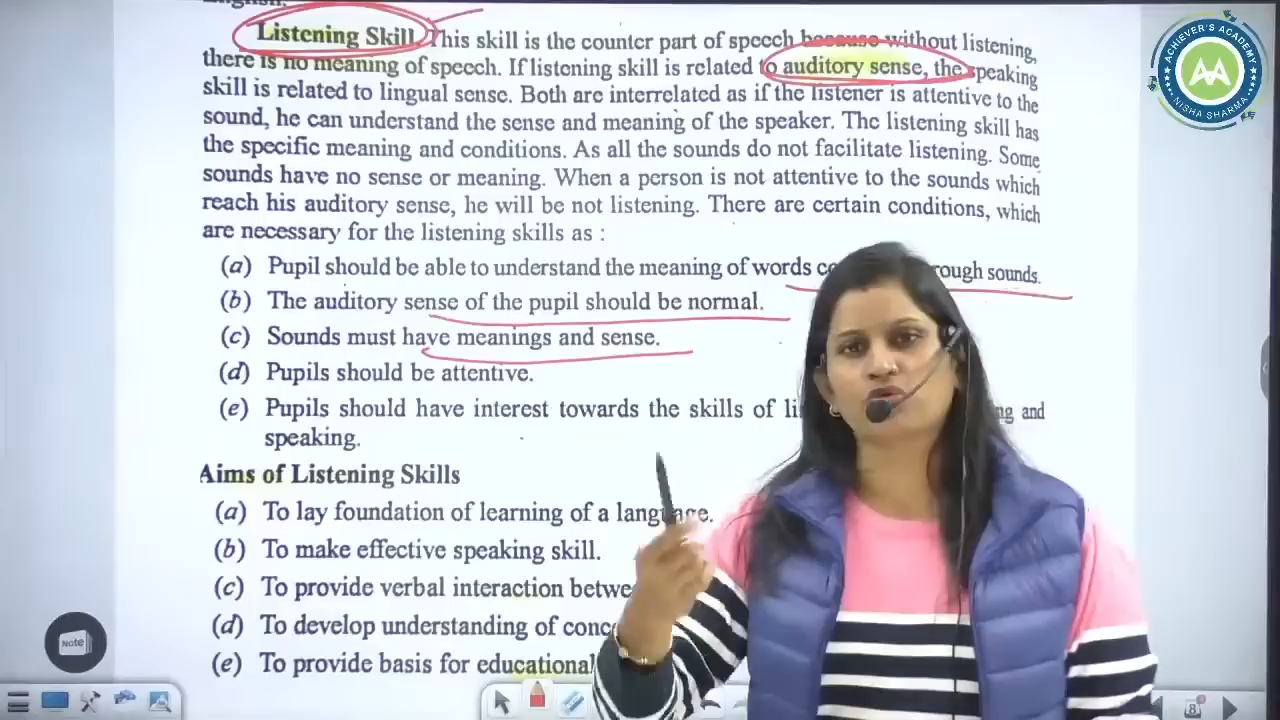 English.
Listening Skill This skill is the counter part of speech because without listening,
there is no meaning of speech. If listening skill is related to auditory sense, the speaking
skill is related to lingual sense. Both are interrelated as if the listener is attentive to the
sound, he can understand the sense and meaning of the speaker. The listening skill has
the specific meaning and conditions. As all the sounds do not facilitate listening. Some
sounds have no sense or meaning. When a person is not attentive to the sounds which
reach his auditory sense, he will be not listening. There are certain conditions, which
are necessary for the listening skills as :
(a) Pupil should be able to understand the meaning of words rough sounds.
(b) The auditory sense of the pupil should be normal.
(c) Sounds must have meanings and sense.
(d) Pupils should be attentive.
(e) Pupils should have interest towards the skills of and
speaking.
Aims of Listening Skills
(a) To lay foundation of learning of a language.
(b) To make effective speaking skill.
(c) To provide verbal interaction betwe
(d) To develop understanding of conc
(e) To provide basis for educational
ACHIEVER'S ACADEMY
NISHA SHARMA
Note
8